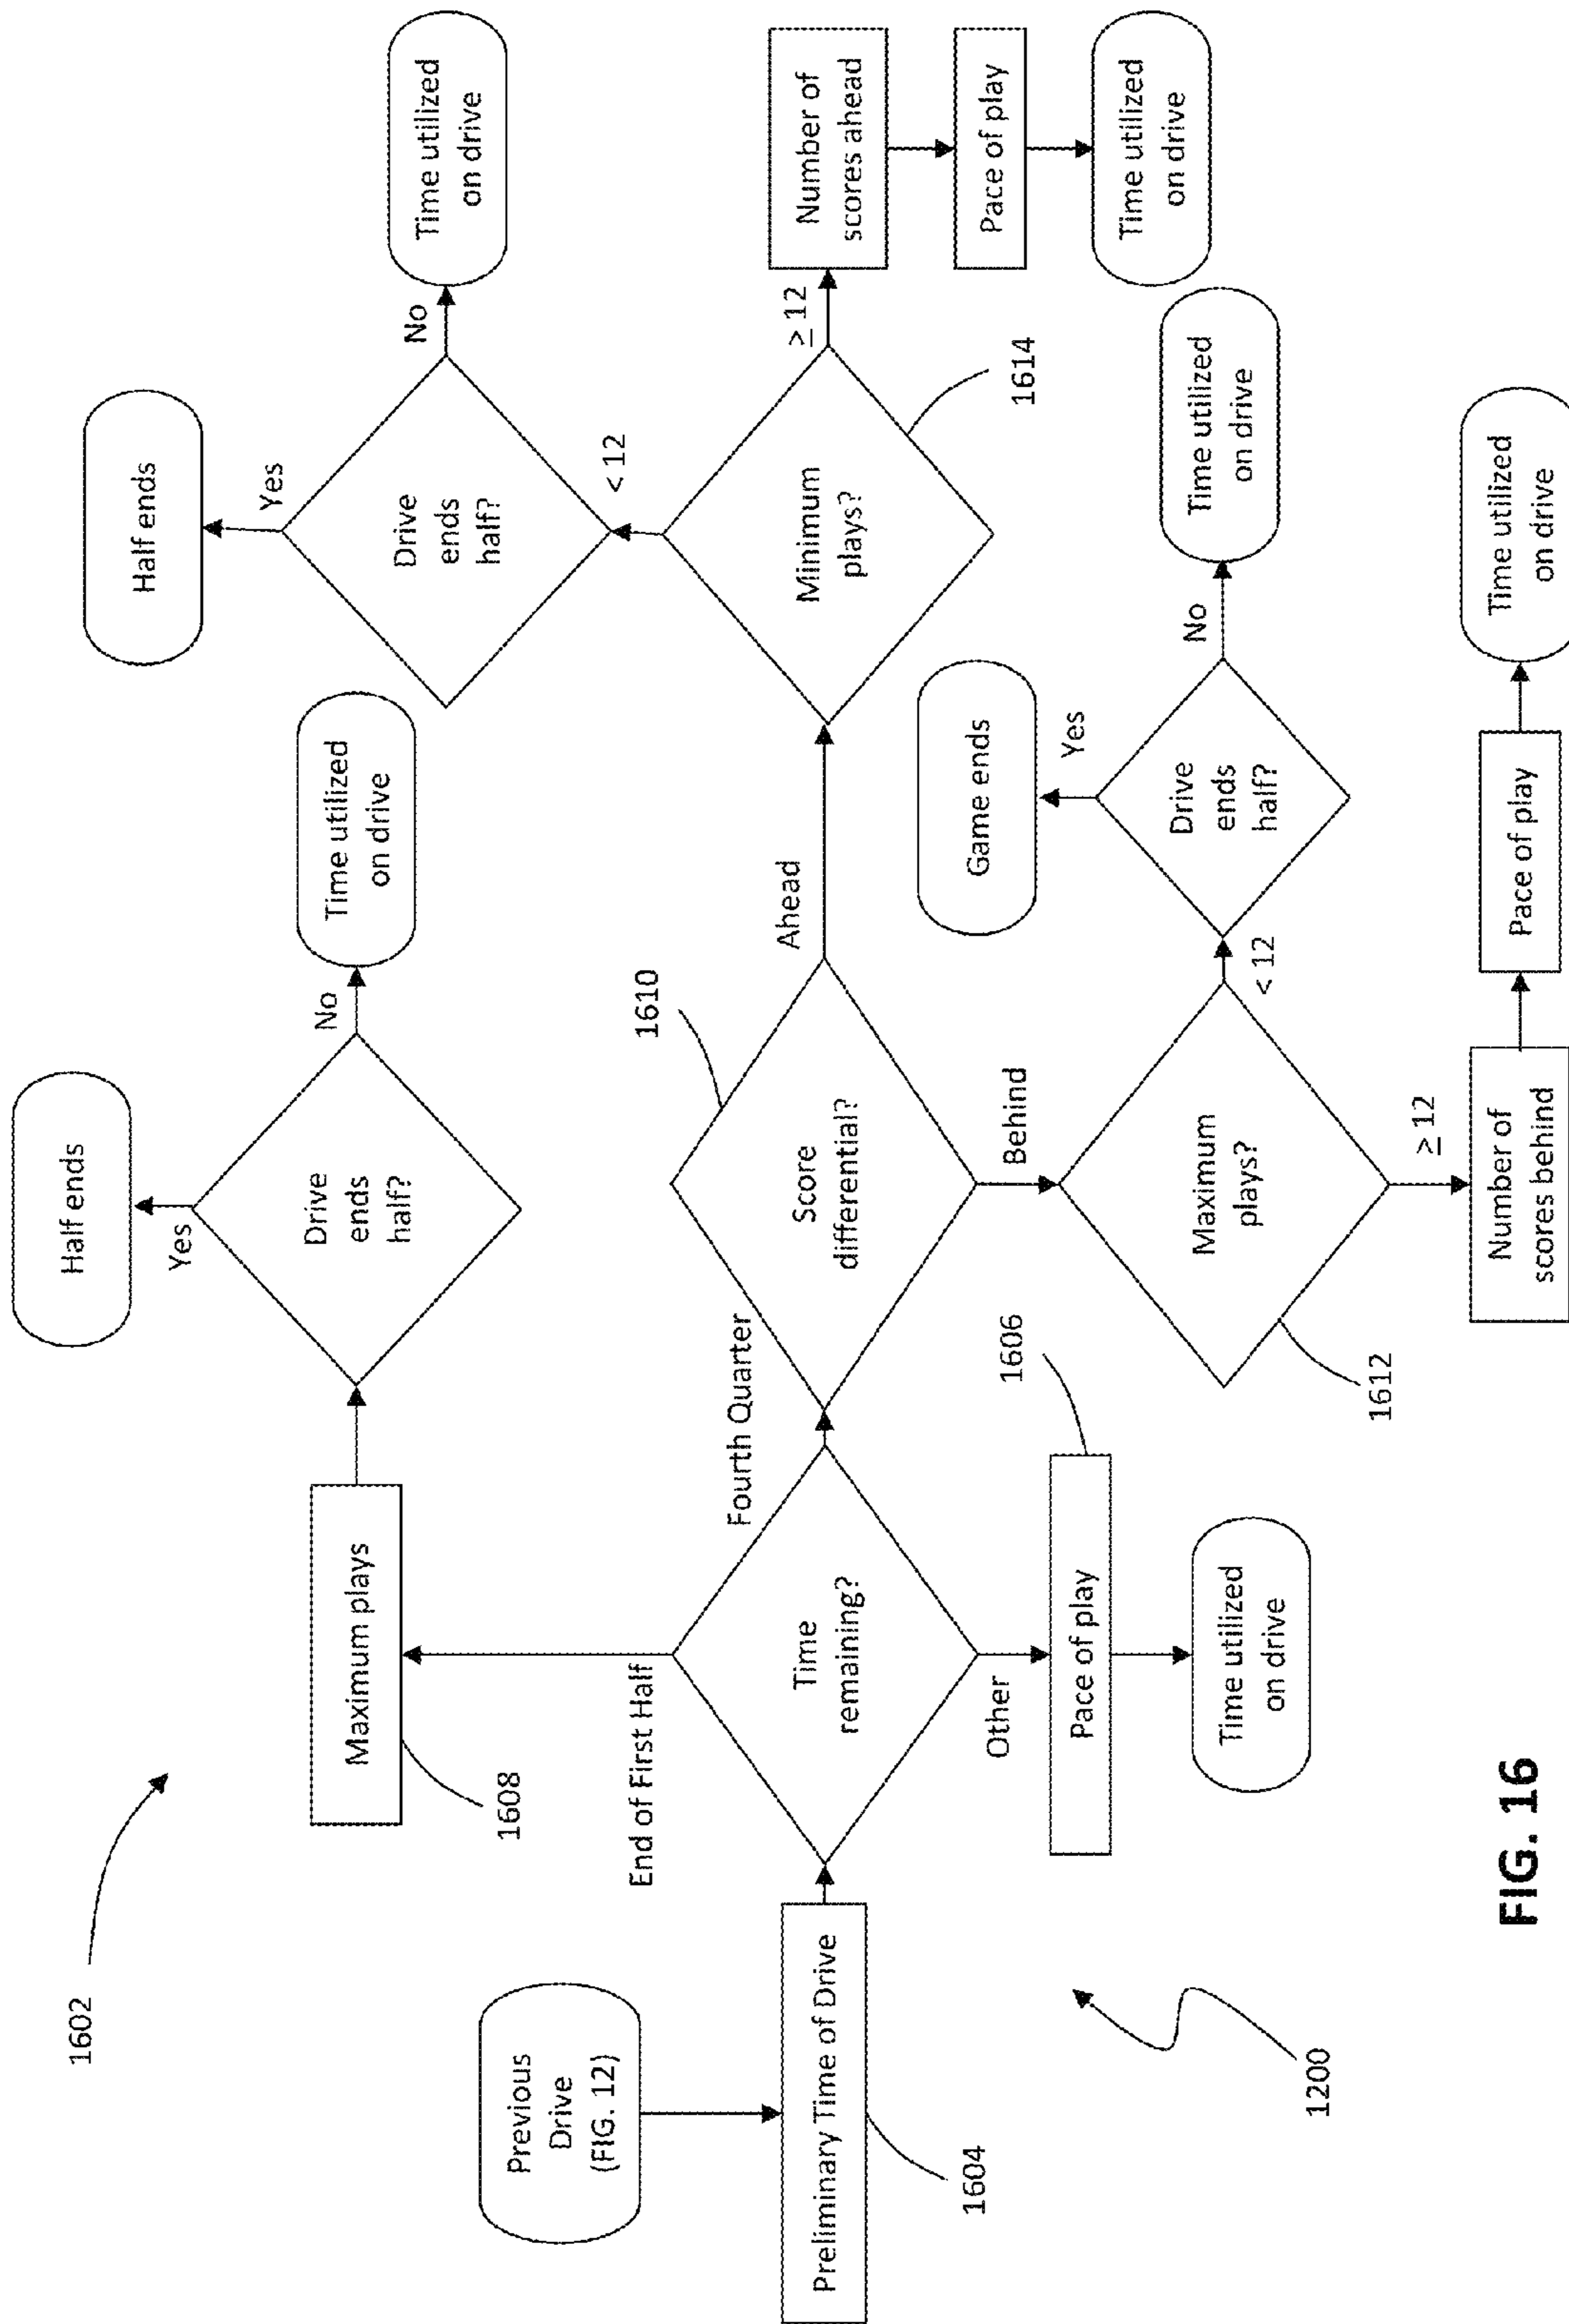 1602
Previous
Drive
(FIG. 12)
Preliminary Time of Drive
1604
1200
Time
remaining?
End of First Half
Maximum plays
1608
Drive
ends
half?
Yes
Half ends
No
Time utilized
on drive
Other
Pace of play
1606
Time utilized
on drive
Fourth Quarter
Score
differential?
1610
Behind
Maximum
plays?
1612
≥ 12
Number of
scores behind
Pace of play
Time utilized
on drive
< 12
Drive
ends
half?
Yes
Game ends
No
Time utilized
on drive
Ahead
Minimum
plays?
1614
< 12
Drive
ends
half?
Yes
Half ends
No
Time utilized
on drive
≥ 12
Number of
scores ahead
Pace of play
Time utilized
on drive
FIG. 16